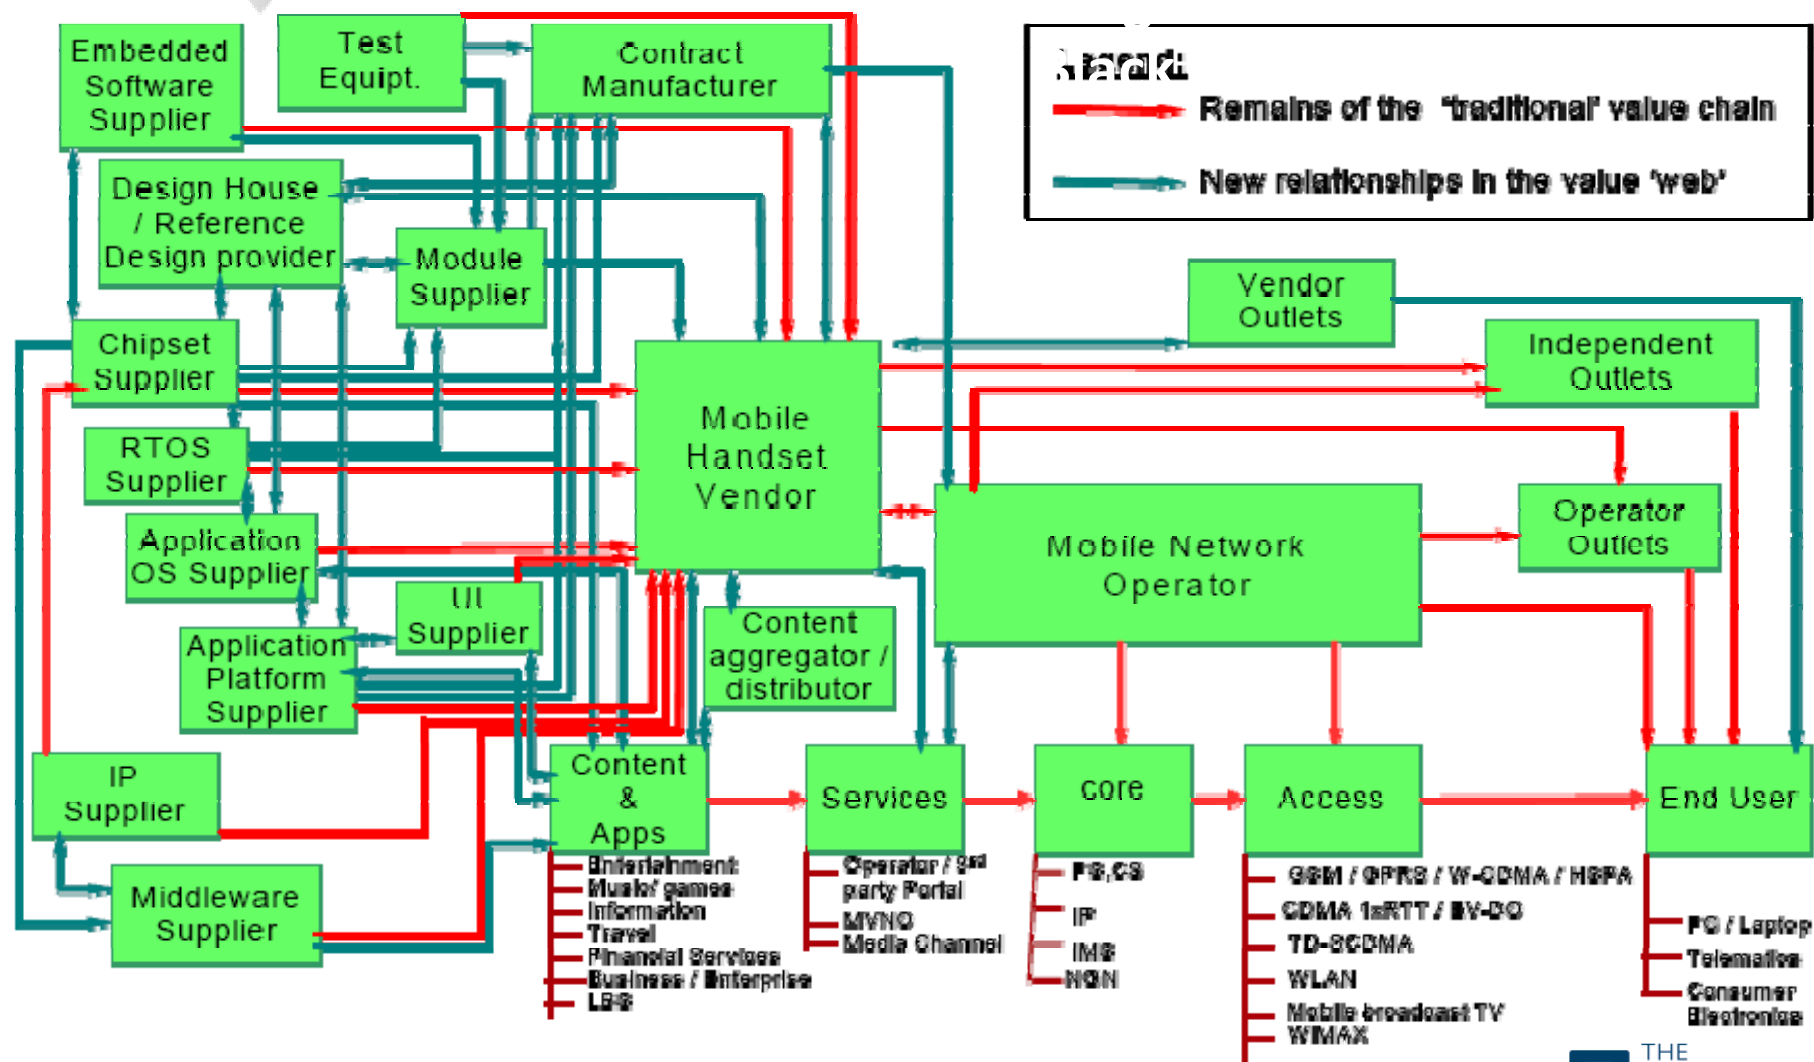 Embedded
Software
Supplier
Test
Equipt.
Contract
Manufacturer
Stack
Legend:
Remains of the "traditional' value chain
New relationships in the value 'web'
Design House
/ Reference
Design provider
Module
Supplier
Vendor
Outlets
Independent
Outlets
Chipset
Supplier
Mobile
Handset
Vendor
RTOS
Supplier
Application
OS Supplier
Mobile Network
Operator
Operator
Outlets
UI
Supplier
Content
aggregator /
distributor
Application
Platform
Supplier
IP
Supplier
Middleware
Supplier
Content
&
Apps
Services
core
Access
End User
Entertainment
Music/ games
Information
Travel
Financial Services
Business / Enterprise
LBS
Operator / 3rd
party Portal
MVNO
Media Channel
PS,CS
IP
IMS
NGN
GSM / GPRS / W-CDMA / HSPA
CDMA 1xRTT / EV-DO
TD-SCDMA
WLAN
Mobile broadcast TV
WiMAX
PC / Laptop
Telematics
Consumer
Electronics
THE